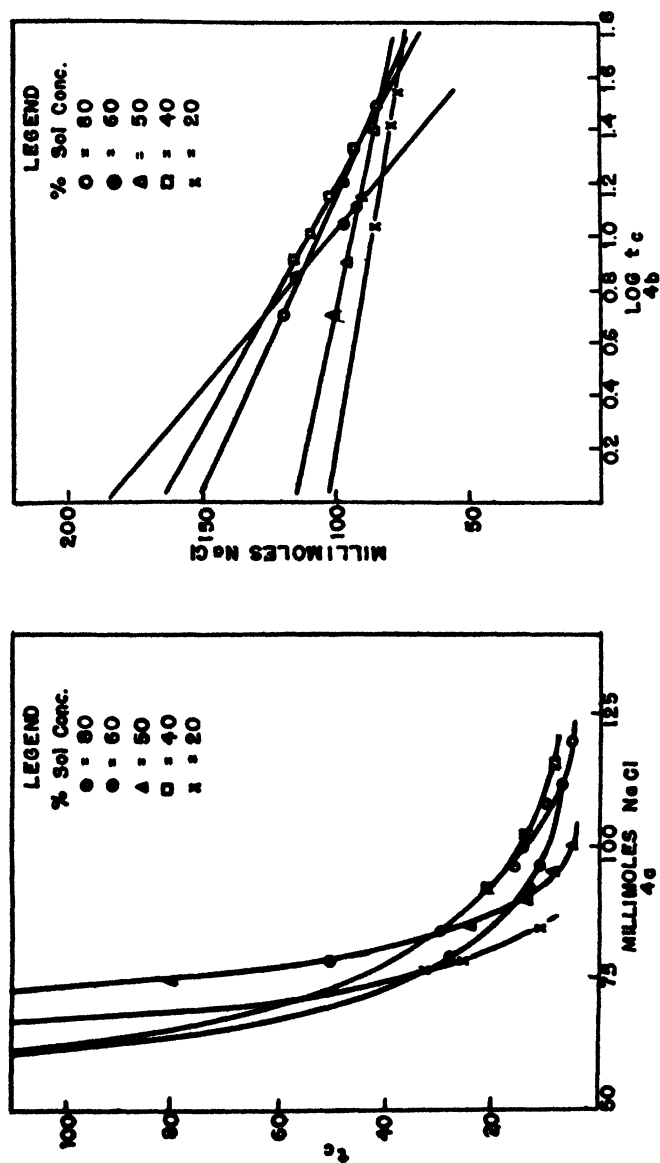 LEGEND
% Sol Conc.
= 80
= 60
= 50
= 40
x = 20
100
80
60
40
20
tc
50
75
100
125
MILLIMOLES NaCl
4a
LEGEND
% Sol Conc.
O = 80
= 60
= 50
= 40
x = 20
200
150
100
50
MILLIMOLES NaCl
0.2
0.4
0.6
0.8
1.0
1.2
1.4
1.6
1.8
LOG tc
4b